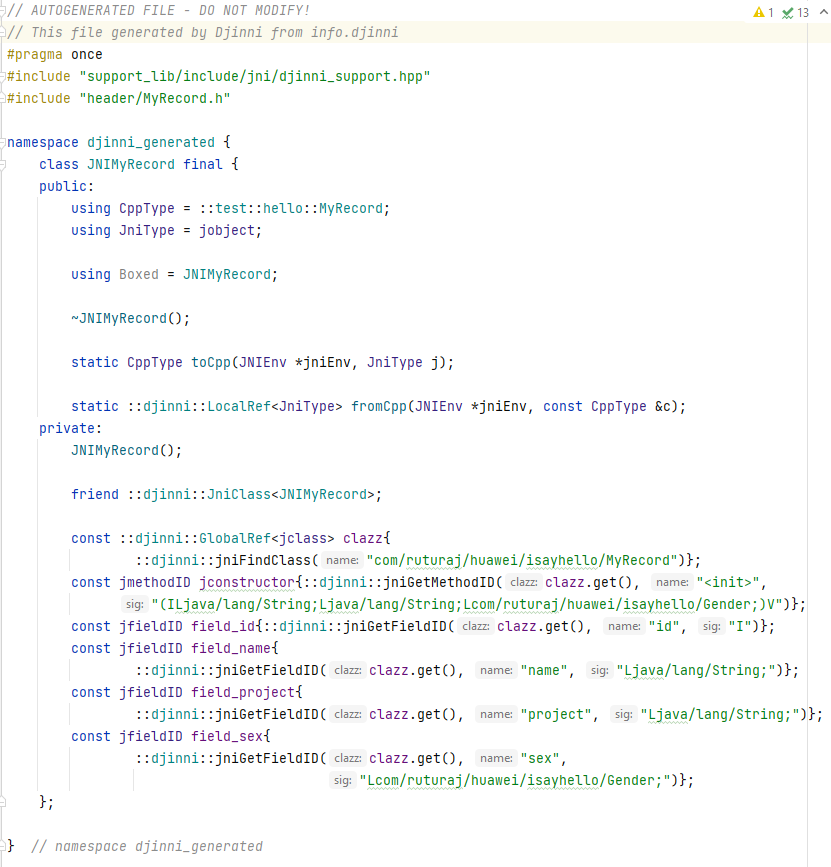 // AUTOGENERATED FILE - DO NOT MODIFY!
1 13
// This file generated by Djinni from info.djinni
#pragma once
#include "support_lib/include/jni/djinni_support.hpp"
#include "header/MyRecord.h"
namespace djinni_generated {
class JNIMyRecord final {
public:
using CppType = ::test::hello::MyRecord;
using JniType = jobject;
using Boxed = JNIMyRecord;
~JNIMyRecord();
static CppType toCpp(JNIEnv *jniEnv, JniType j);
static ::djinni::LocalRef<JniType> fromCpp(JNIEnv *jniEnv, const CppType &c);
private:
JNIMyRecord();
friend ::djinni::JniClass<JNIMyRecord>;
const ::djinni::GlobalRef<jclass> clazz{
::djinni::jniFindClass( name: "com/ruturaj/huawei/isayhello/MyRecord")};
const jmethodID jconstructor{::djinni::jniGetMethodID( clazz: clazz.get(), name: "<init>",
sig: "(ILjava/lang/String;Ljava/lang/String;Lcom/ruturaj/huawei/isayhello/Gender;)V")};
const jfieldID field_id{::djinni::jniGetFieldID( clazz: clazz.get(), name: "id", sig: "I")};
const jfieldID field_name{
::djinni::jniGetFieldID( clazz: clazz.get(), name: "name", sig: "Ljava/lang/String;")};
const jfieldID field_project{
::djinni::jniGetFieldID( clazz: clazz.get(), name: "project", sig: "Ljava/lang/String;")};
const jfieldID field_sex{
::djinni::jniGetFieldID( clazz: clazz.get(), name: "sex",
sig: "Lcom/ruturaj/huawei/isayhello/Gender;")};
};
} // namespace djinni_generated